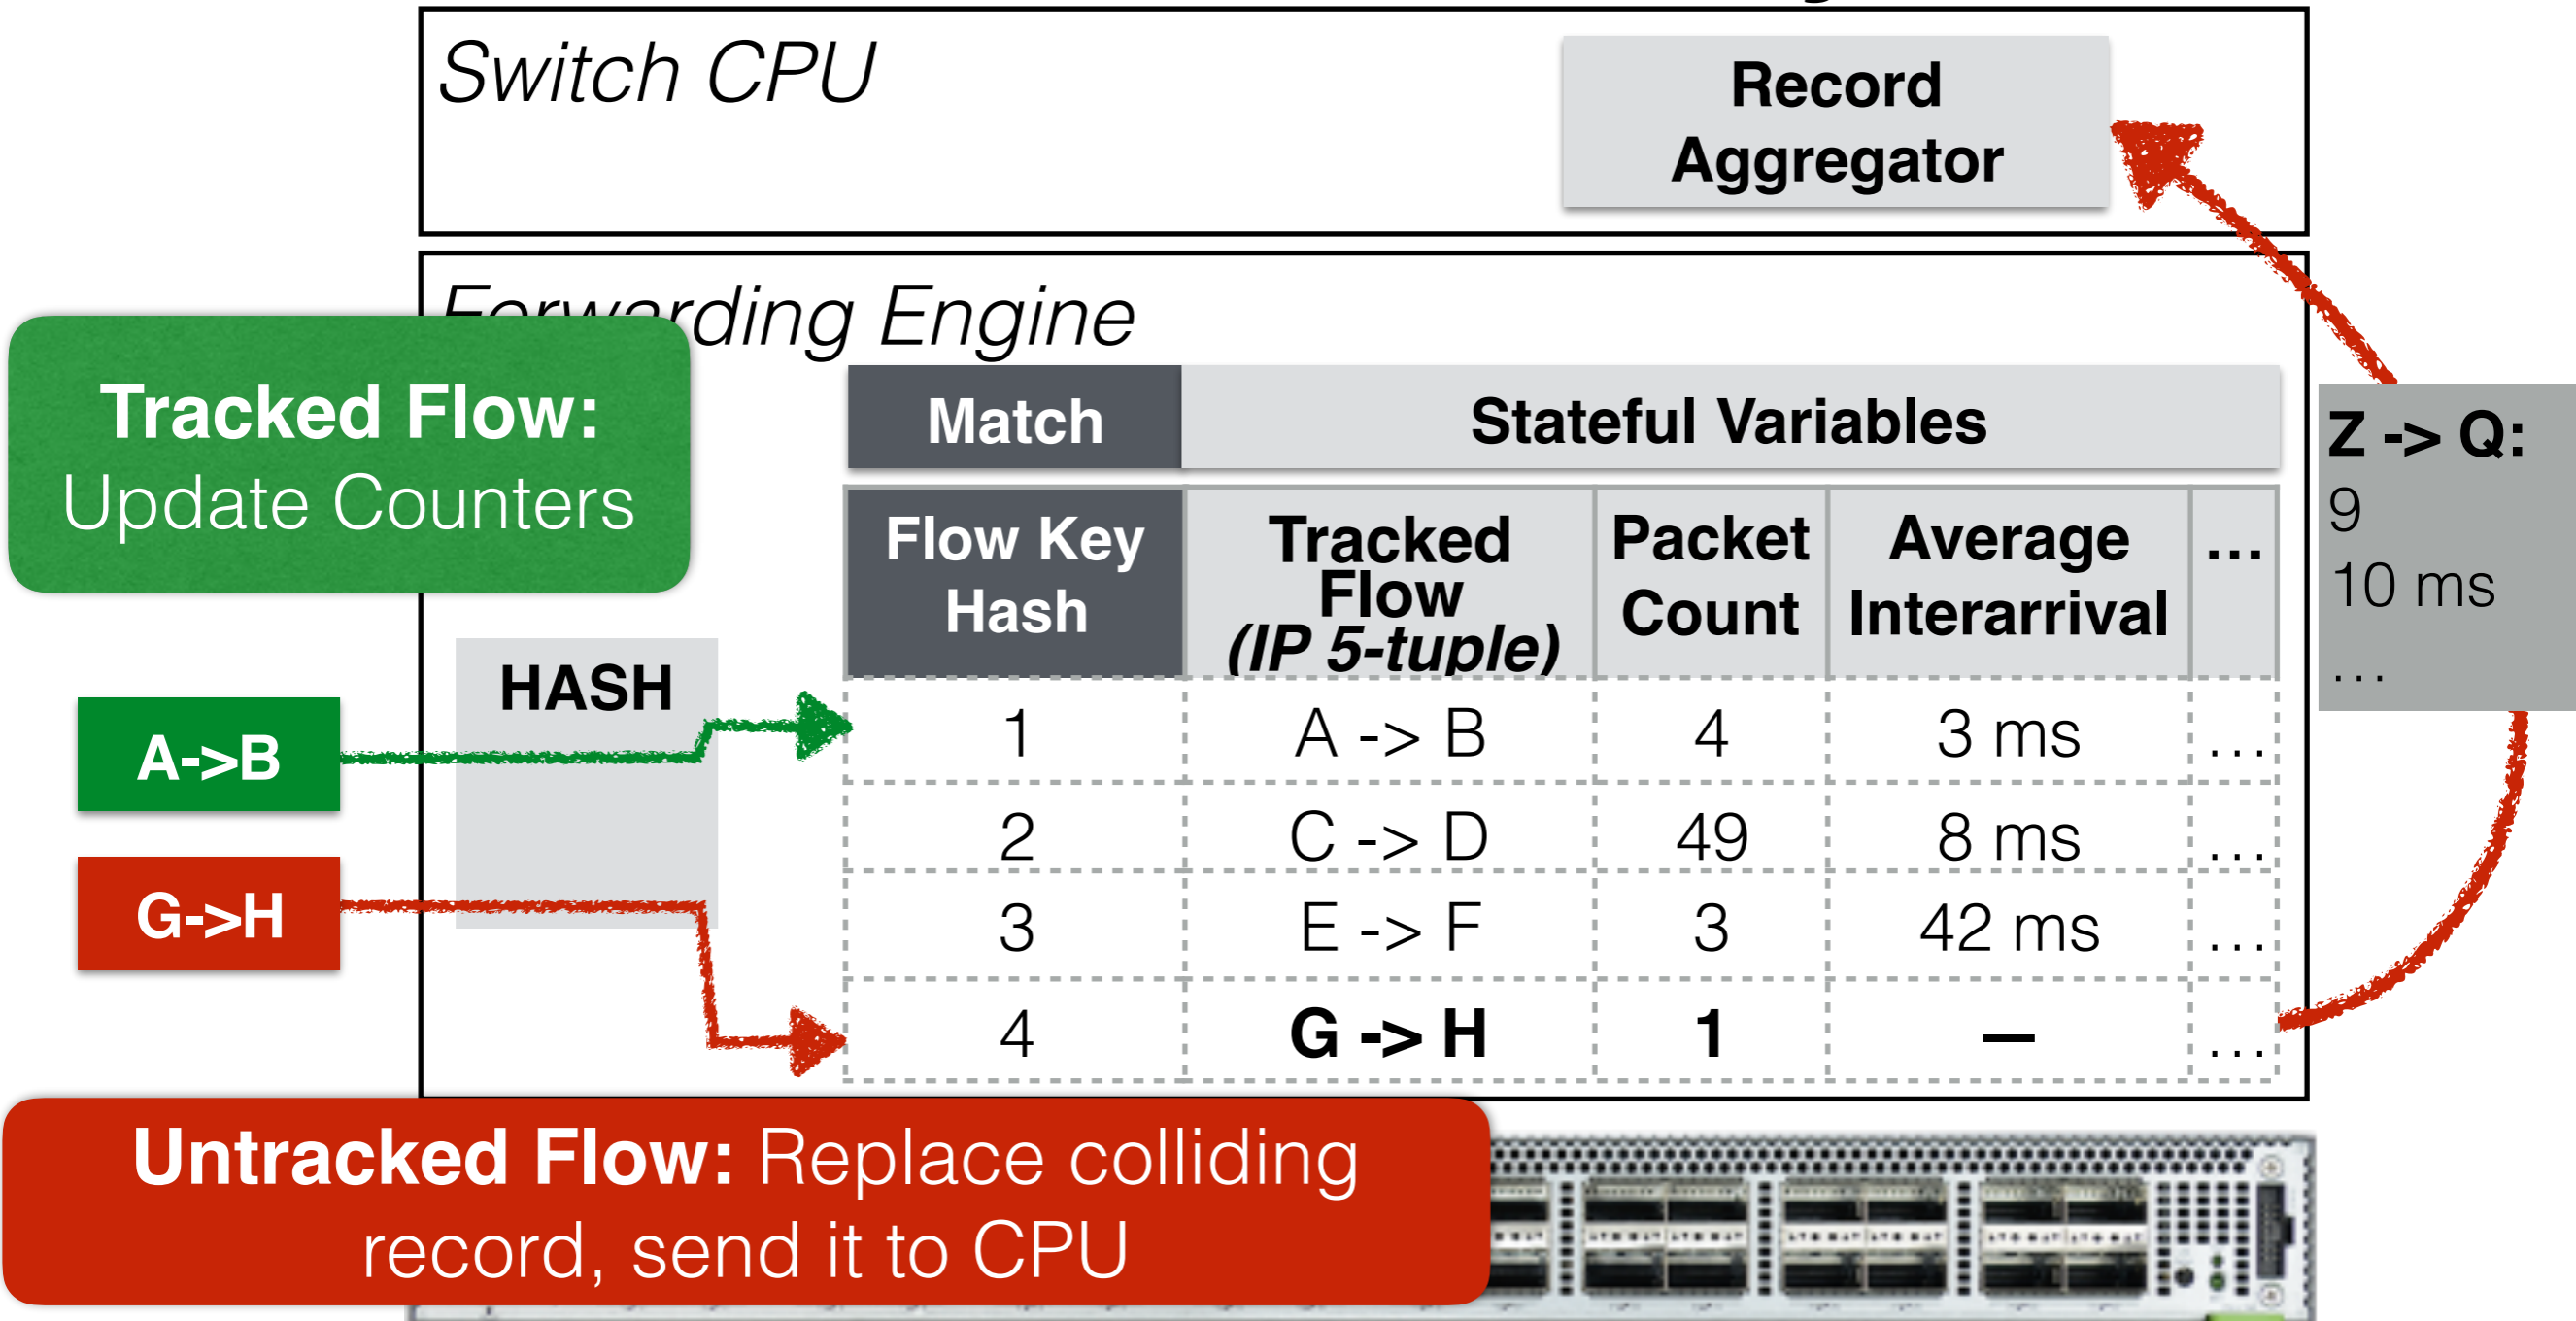 Switch CPU
Record
Aggregator
Forwarding Engine
Tracked Flow:
Update Counters
Match
Stateful Variables
Flow Key
Hash
Tracked
Flow
(IP 5-tuple)
Packet
Count
Average
Interarrival
...
Z -> Q:
9
10 ms
...
HASH
A->B
G->H
1 A -> B 4 3 ms ...
2 C -> D 49 8 ms ...
3 E -> F 3 42 ms ...
4 G -> H 1 – ...
Untracked Flow: Replace colliding
record, send it to CPU